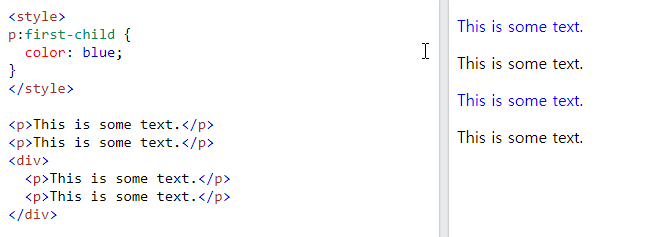 <style>
p:first-child {
  color: blue;
}
</style>

<p>This is some text.</p>
<p>This is some text.</p>
<div>
  <p>This is some text.</p>
  <p>This is some text.</p>
</div>
This is some text.
This is some text.
This is some text.
This is some text.